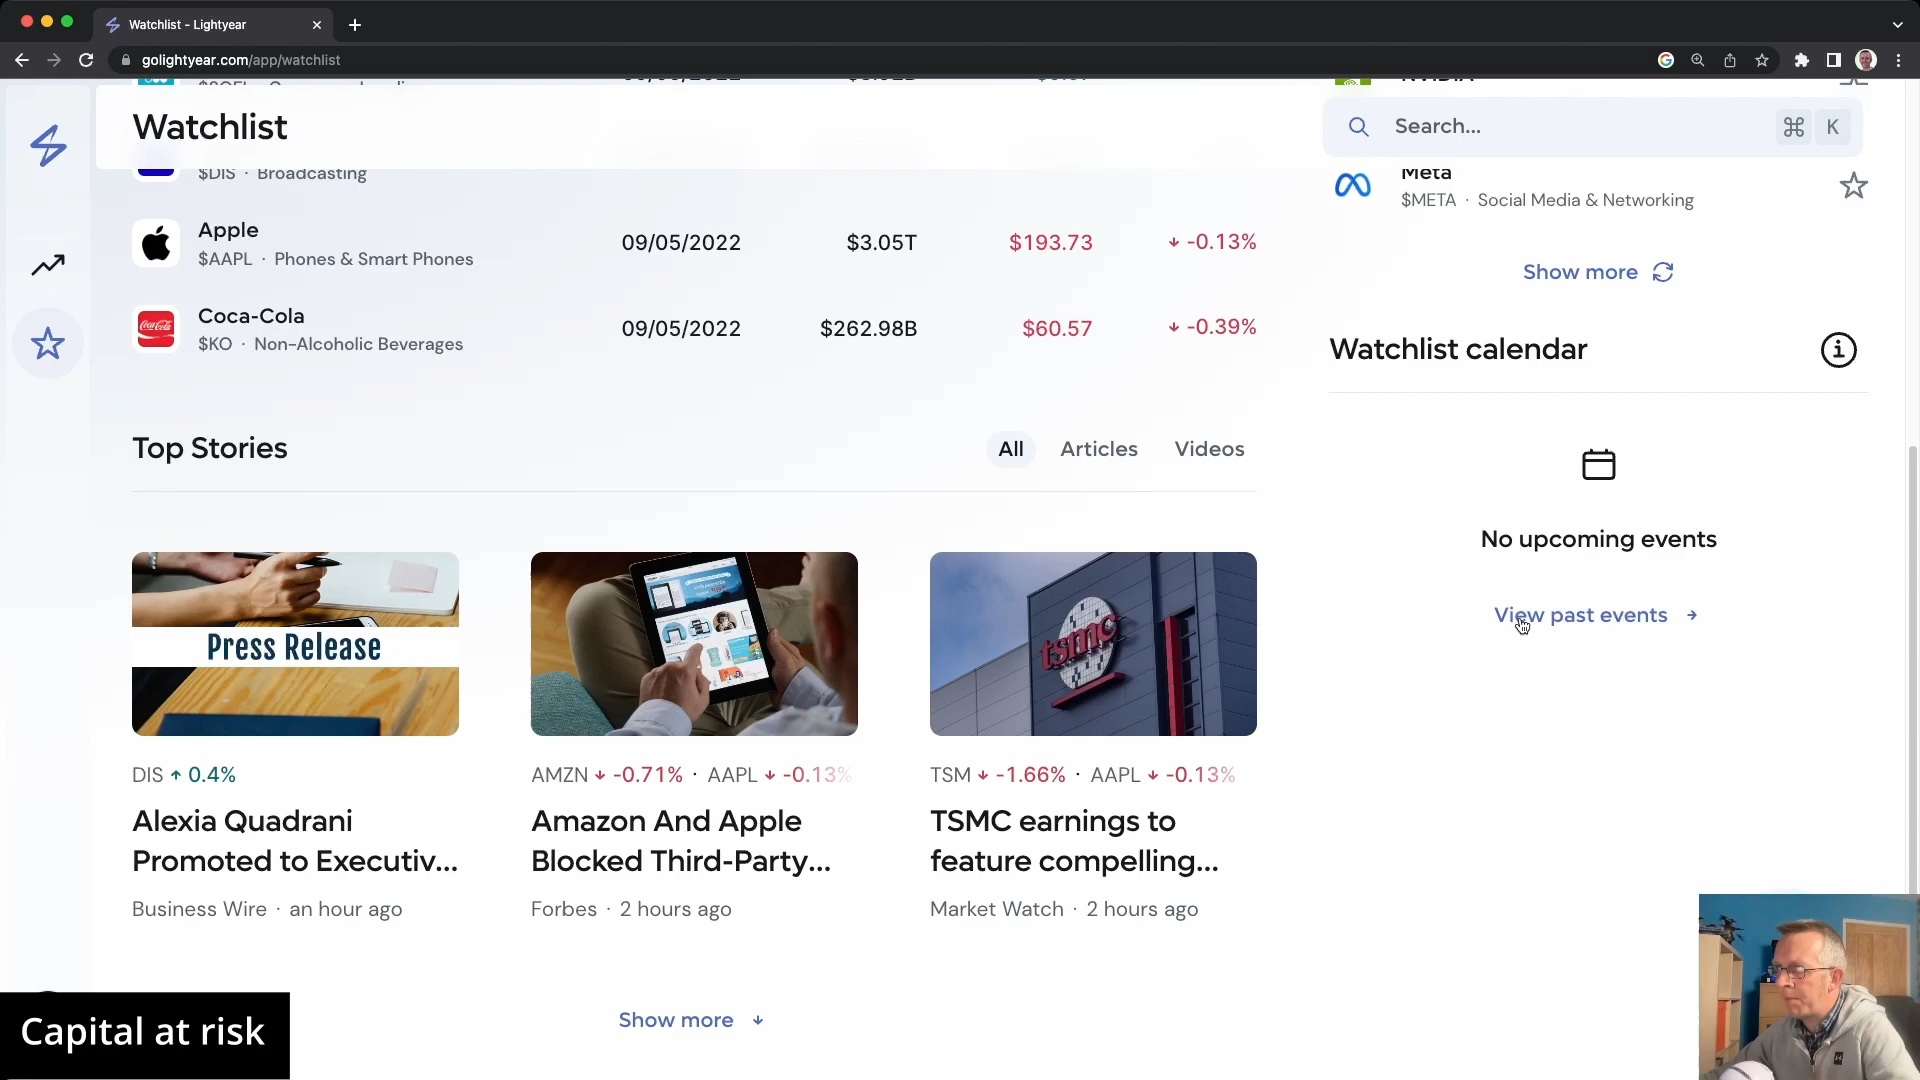 Watchlist - Lightyear
golightyear.com/app/watchlist
NVIDIA
Watchlist
Search...
⌘ K
$DIS · Broadcasting
Meta
$META · Social Media & Networking
Apple
$AAPL · Phones & Smart Phones
09/05/2022
$3.05T
$193.73
-0.13%
Show more
Coca-Cola
$KO · Non-Alcoholic Beverages
09/05/2022
$262.98B
$60.57
-0.39%
Watchlist calendar
Top Stories
All
Articles
Videos
No upcoming events
View past events
Press Release
tsmc
DIS 0.4%
AMZN -0.71% · AAPL -0.13%
TSM -1.66% · AAPL -0.13%
Alexia Quadrani
Promoted to Executiv...
Amazon And Apple
Blocked Third-Party...
TSMC earnings to
feature compelling...
Business Wire · an hour ago
Forbes · 2 hours ago
Market Watch · 2 hours ago
Show more
Capital at risk